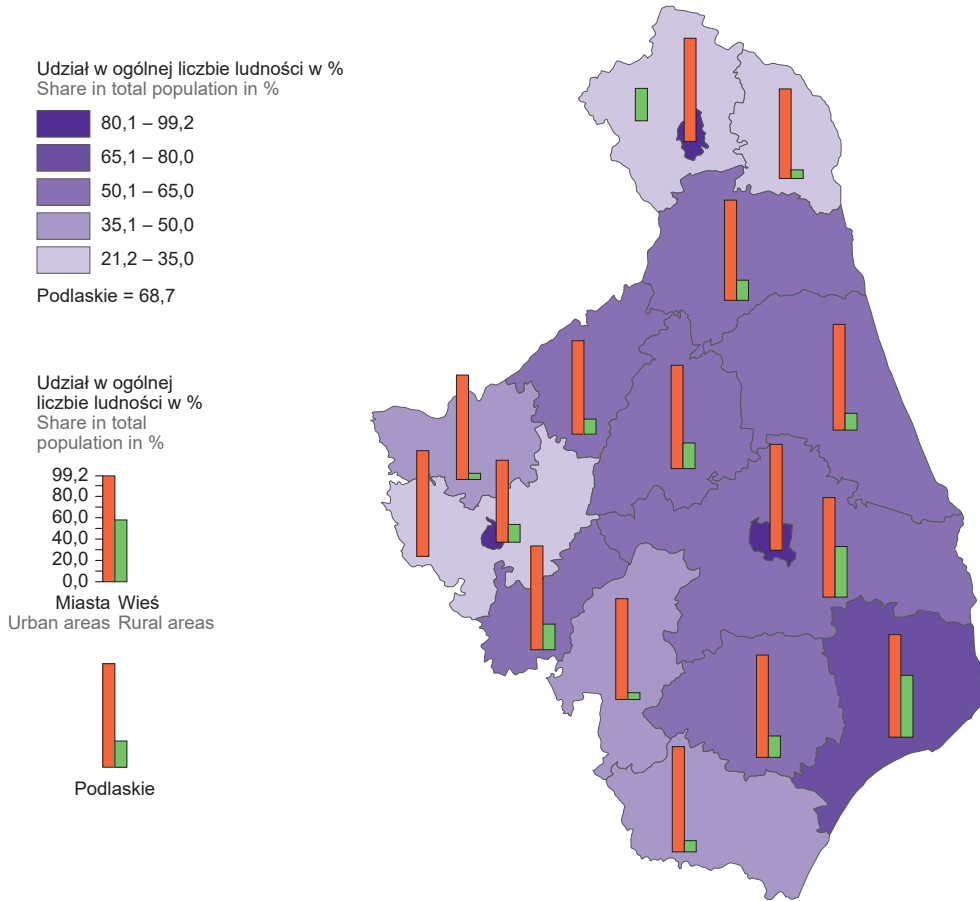 Udział w ogólnej liczbie ludności w %
Share in total population in %
80,1 – 99,2
65,1 – 80,0
50,1 – 65,0
35,1 – 50,0
21,2 – 35,0
Podlaskie = 68,7
Udział w ogólnej
liczbie ludności w %
Share in total
population in %
99,2
80,0
60,0
40,0
20,0
0,0
Miasta Wieś
Urban areas Rural areas
Podlaskie